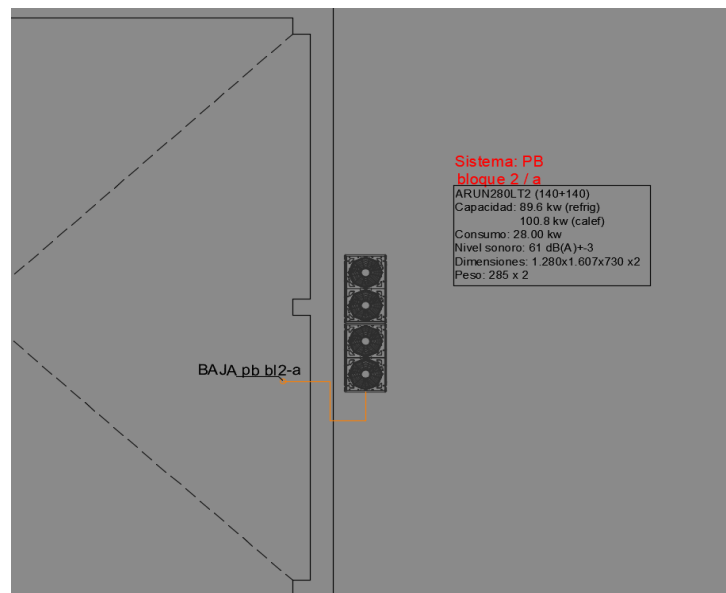 Sistema: PB
bloque 2 / a
ARUN280LT2 (140+140)
Capacidad: 89.6 kw (refrig)
100.8 kw (calef)
Consumo: 28.00 kw
Nivel sonoro: 61 dB(A)+-3
Dimensiones: 1.280x1.607x730 x2
Peso: 285 x 2
BAJA pb bl2-a